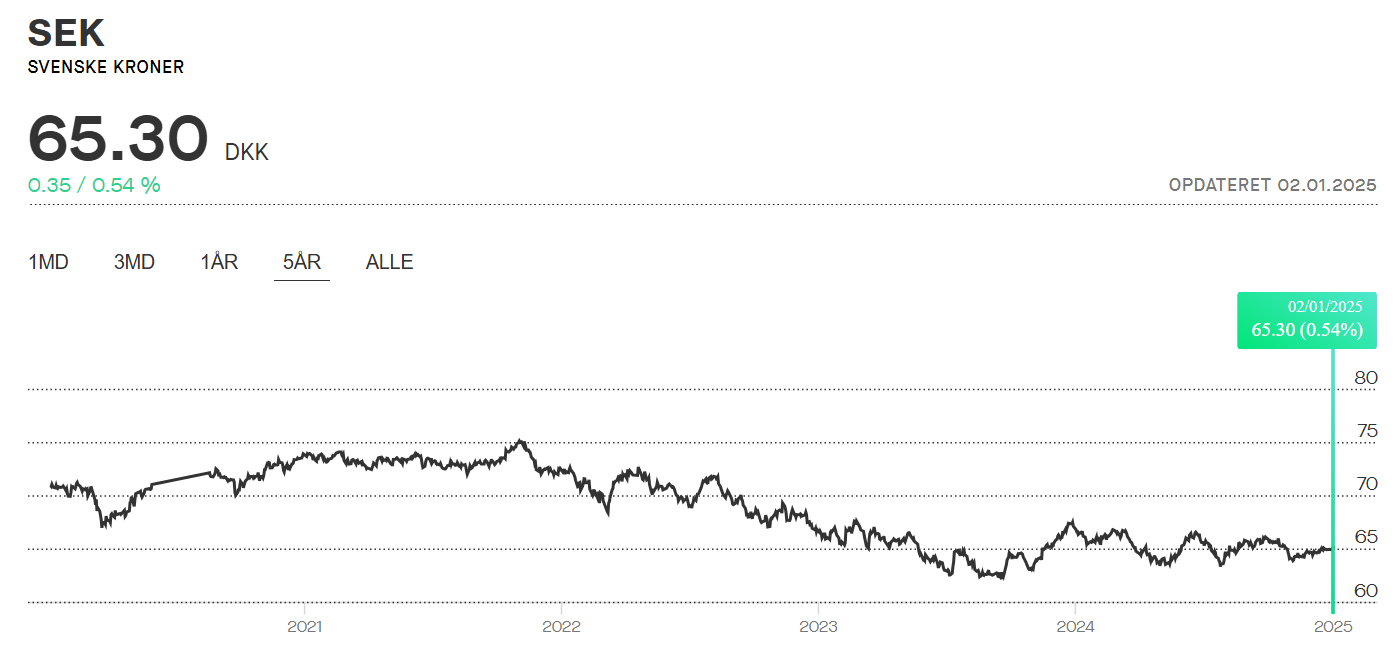 SEK
SVENSKE KRONER
65.30 DKK
0.35 / 0.54 %
OPDATERET 02.01.2025
1MD 3MD 1ÅR 5ÅR ALLE
02/01/2025
65.30 (0.54%)
80
75
70
65
60
2021 2022 2023 2024 2025